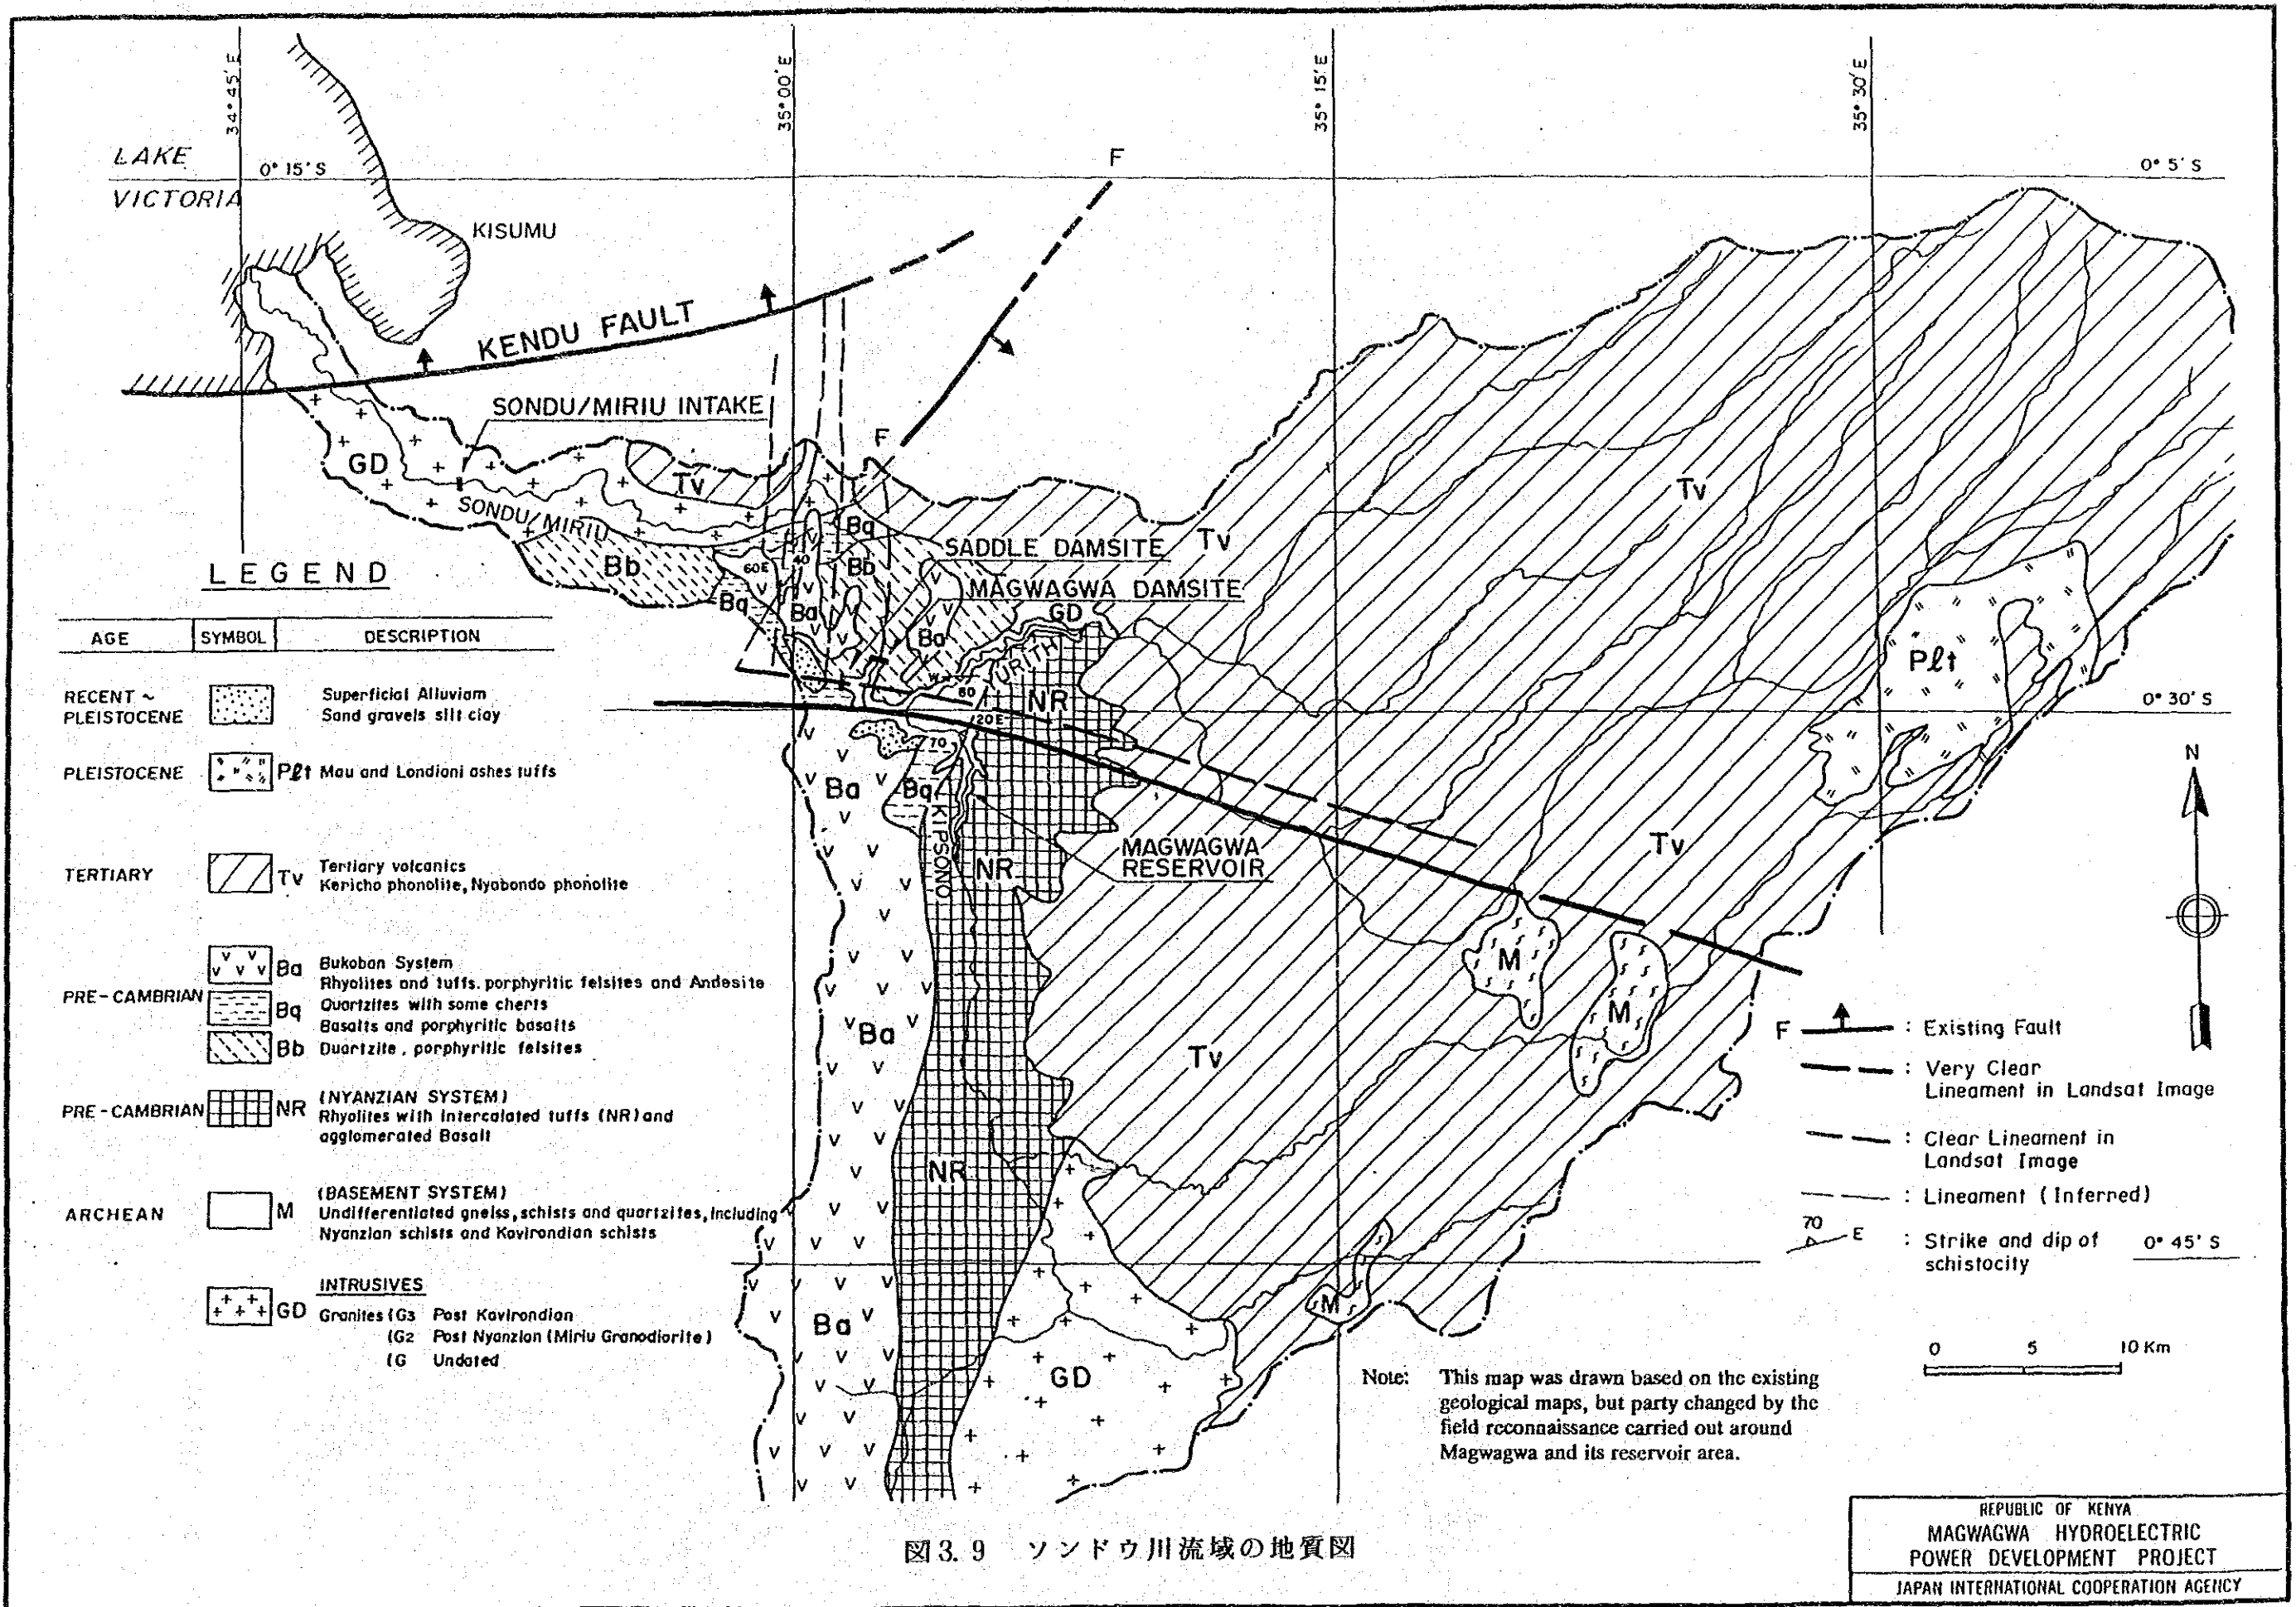 34° 45' E
35° 00' E
35° 15' E
35° 30' E
LAKE
VICTORIA
0° 15' S
0° 5' S
F
KISUMU
KENDU FAULT
SONDU/MIRIU INTAKE
F
GD
Tv
SONDU/MIRIU
Bq
SADDLE DAMSITE
Tv
Tv
Bb
60E
40
Bb
MAGWAGWA DAMSITE
GD
Bq
Ba
Ba
Plt
60
NR
20E
0° 30' S
70
Ba
Bq
KIPSONO
Tv
MAGWAGWA
RESERVOIR
NR
M
M
Ba
Tv
NR
Ba
M
GD
N
LEGEND
AGE SYMBOL DESCRIPTION
RECENT ~
PLEISTOCENE
Superficial Alluviam
Sand gravels silt clay
PLEISTOCENE Plt Mau and Londiani ashes tuffs
TERTIARY Tv Tertiary volcanics
Kericho phonolite, Nyabondo phonolite
PRE-CAMBRIAN
Ba Bukoban System
Rhyolites and tuffs. porphyritic felsites and Andesite
Bq Quartzites with some cherts
Basalts and porphyritic basalts
Bb Duartzite, porphyritic felsites
PRE-CAMBRIAN NR (NYANZIAN SYSTEM)
Rhyolites with intercalated tuffs (NR) and
agglomerated Basalt
ARCHEAN M (BASEMENT SYSTEM)
Undifferentiated gneiss, schists and quartzites, including
Nyanzian schists and Kavirondian schists
INTRUSIVES
GD Granites (G3 Post Kavirondian
(G2 Post Nyanzian (Miriu Granodiorite)
(G Undated
F : Existing Fault
: Very Clear
Lineament in Landsat Image
: Clear Lineament in
Landsat Image
: Lineament (Inferred)
70 E : Strike and dip of
schistocity
0° 45' S
0 5 10 Km
Note: This map was drawn based on the existing
geological maps, but party changed by the
field reconnaissance carried out around
Magwagwa and its reservoir area.
図3.9 ソンドウ川流域の地質図
REPUBLIC OF KENYA
MAGWAGWA HYDROELECTRIC
POWER DEVELOPMENT PROJECT
JAPAN INTERNATIONAL COOPERATION AGENCY